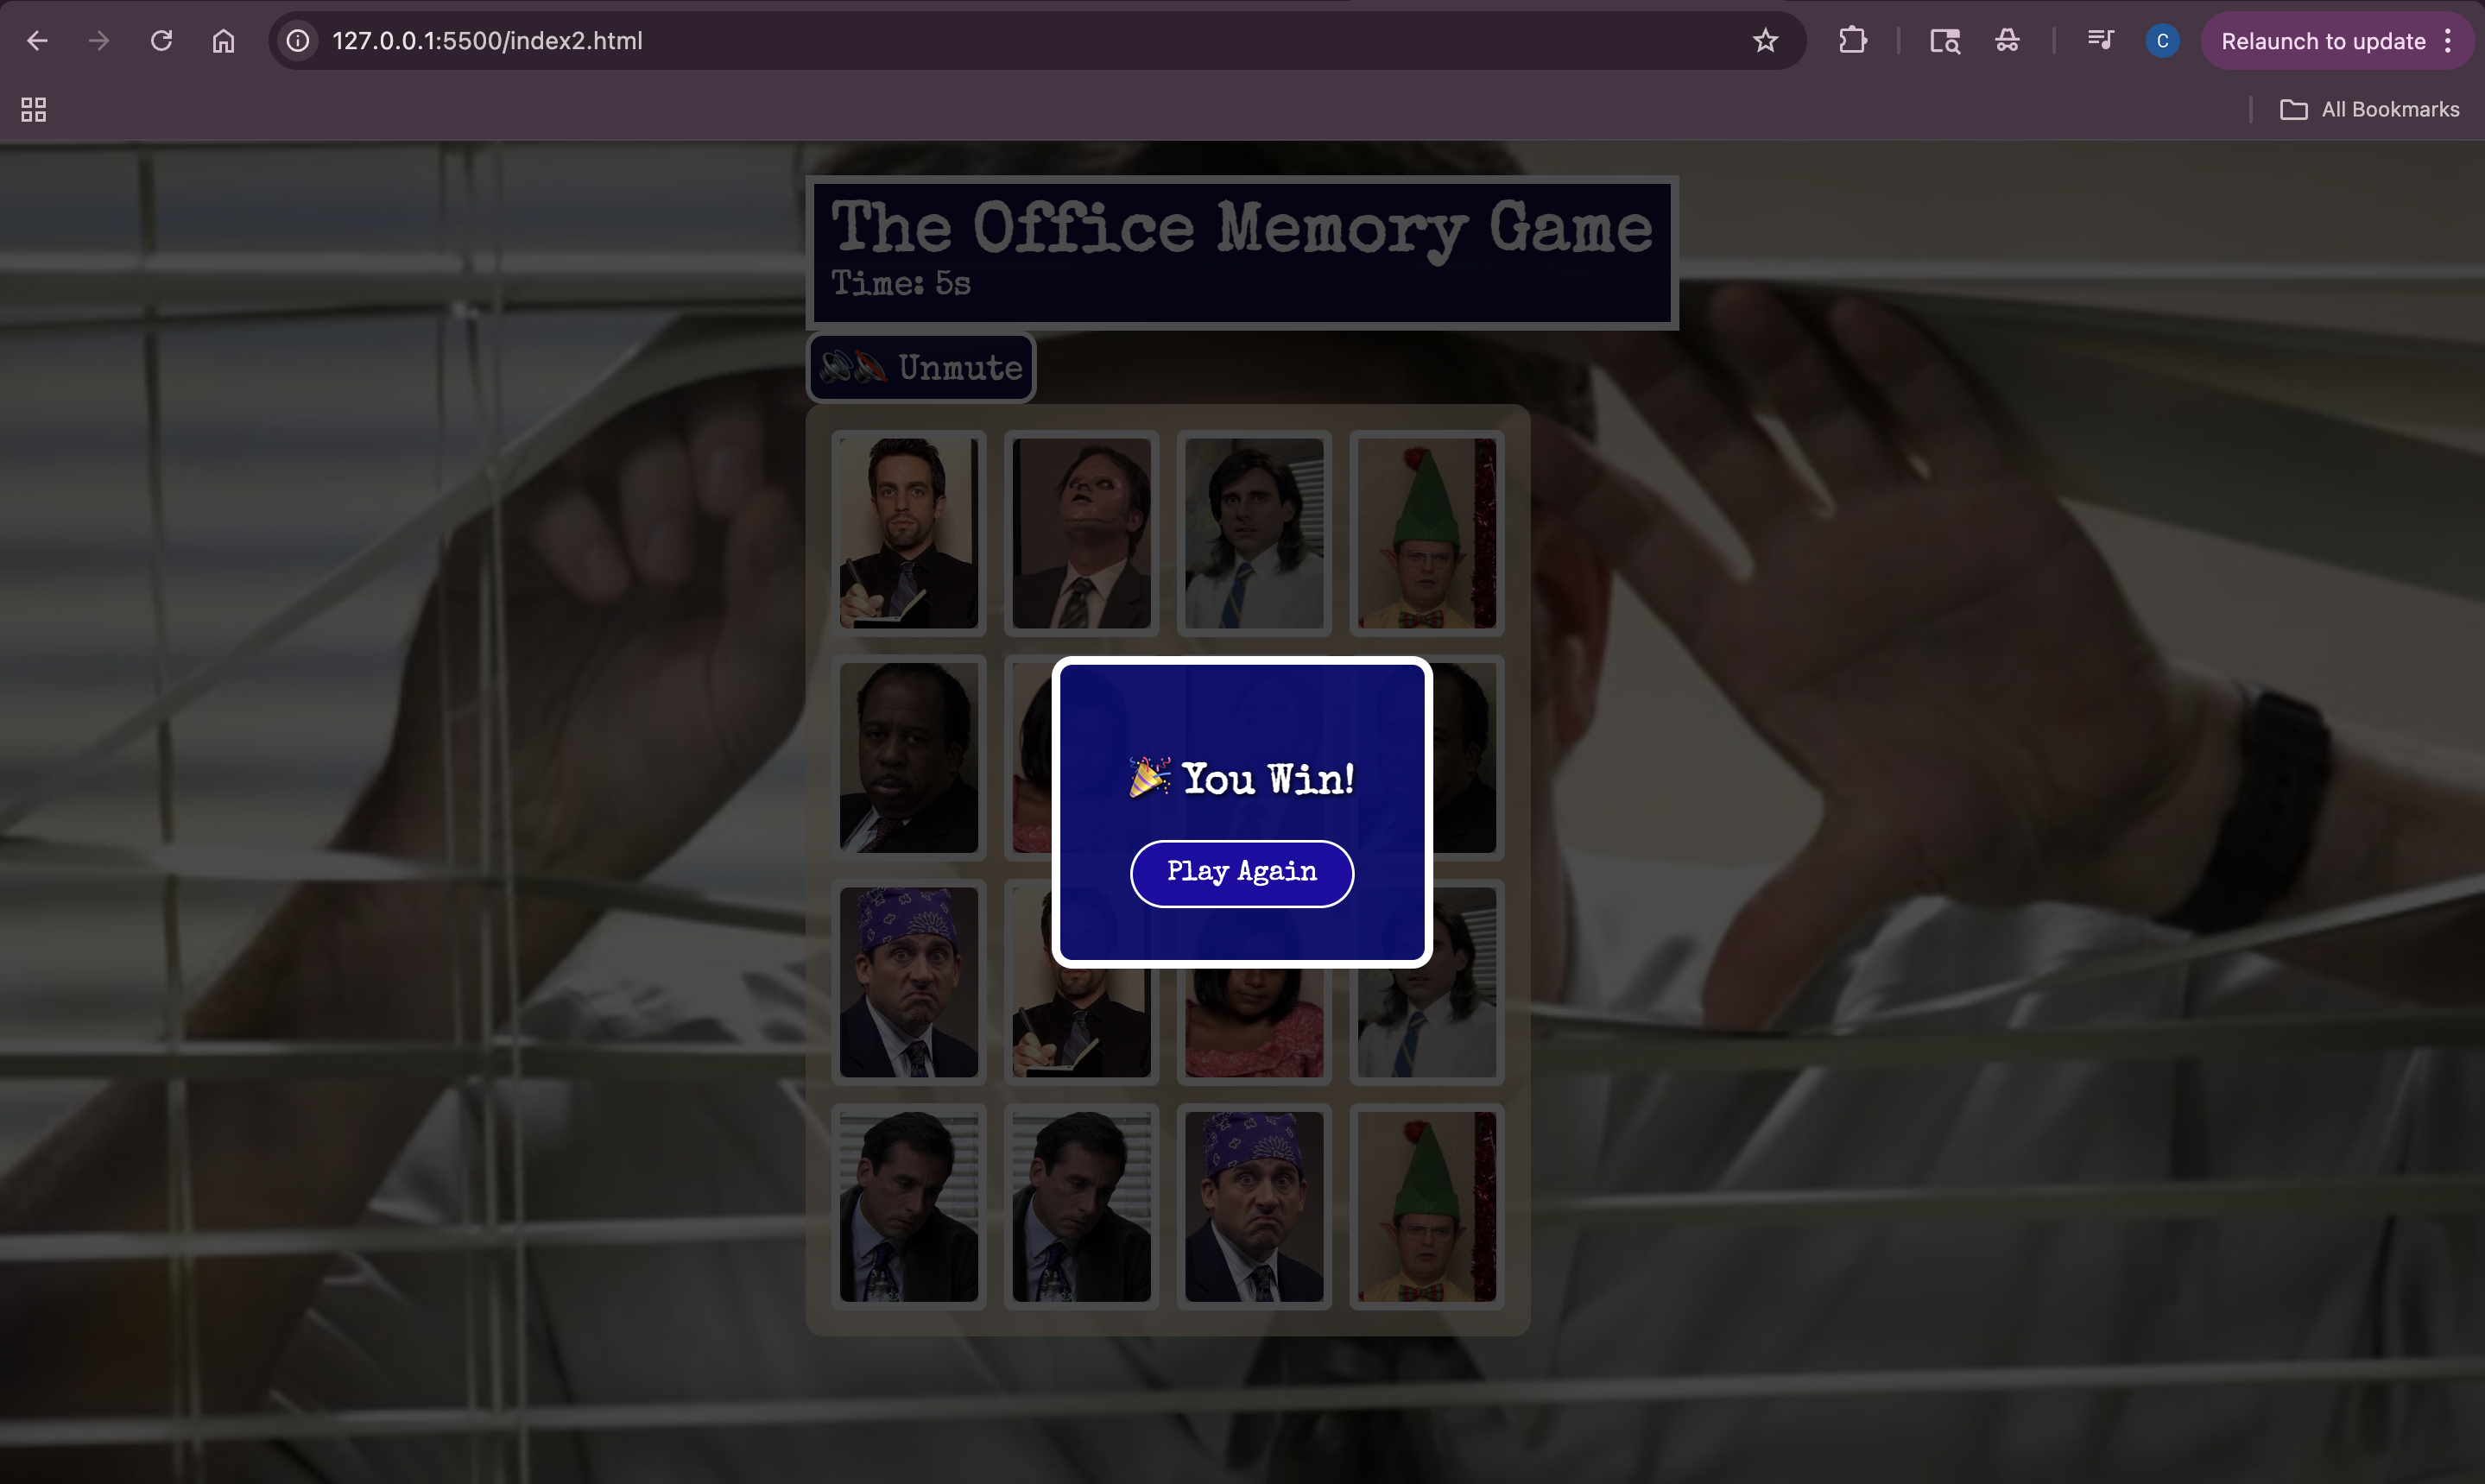 127.0.0.1:5500/index2.html
C
Relaunch to update
All Bookmarks
The Office Memory Game
Time: 5s
Unmute
You Win!
Play Again